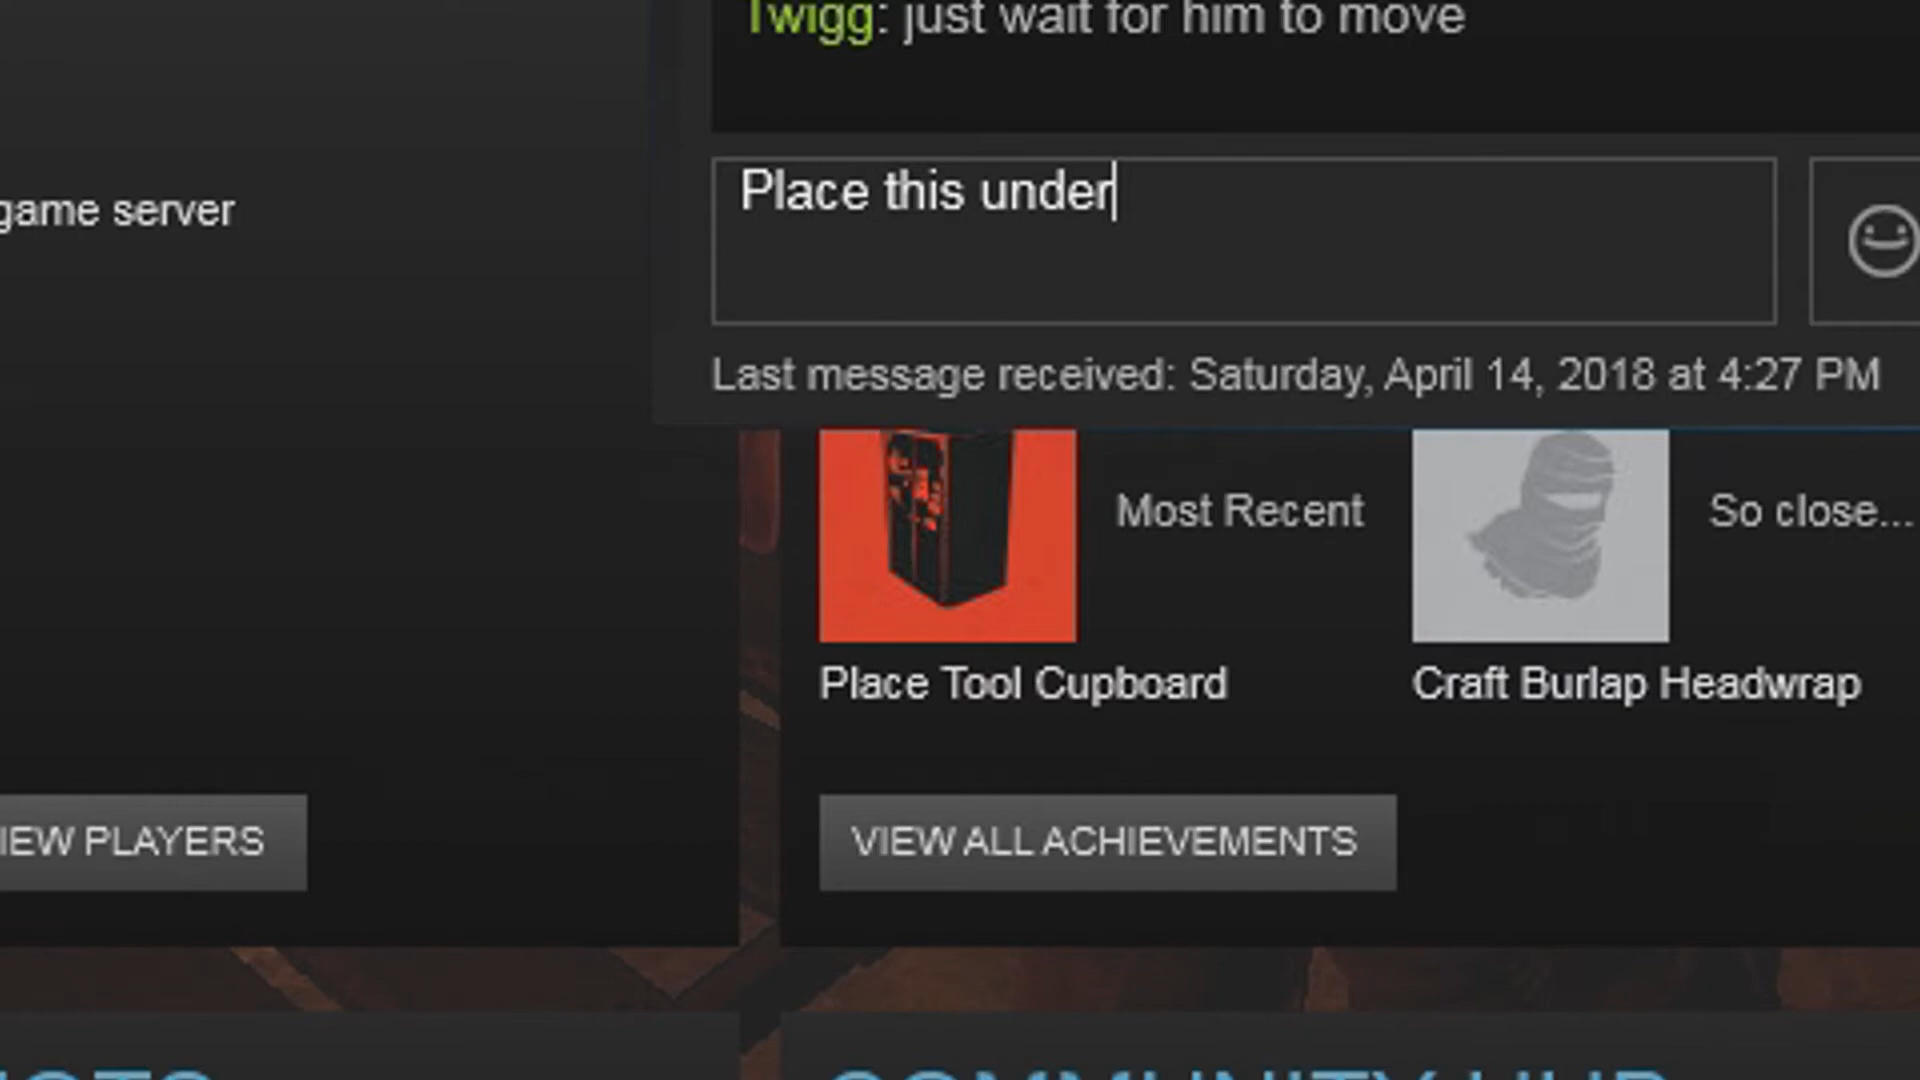 Twigg: just wait for him to move
Place this under
game server
Last message received: Saturday, April 14, 2018 at 4:27 PM
Most Recent
So close...
Place Tool Cupboard
Craft Burlap Headwrap
IEW PLAYERS
VIEW ALL ACHIEVEMENTS
COMMUNITY HUB